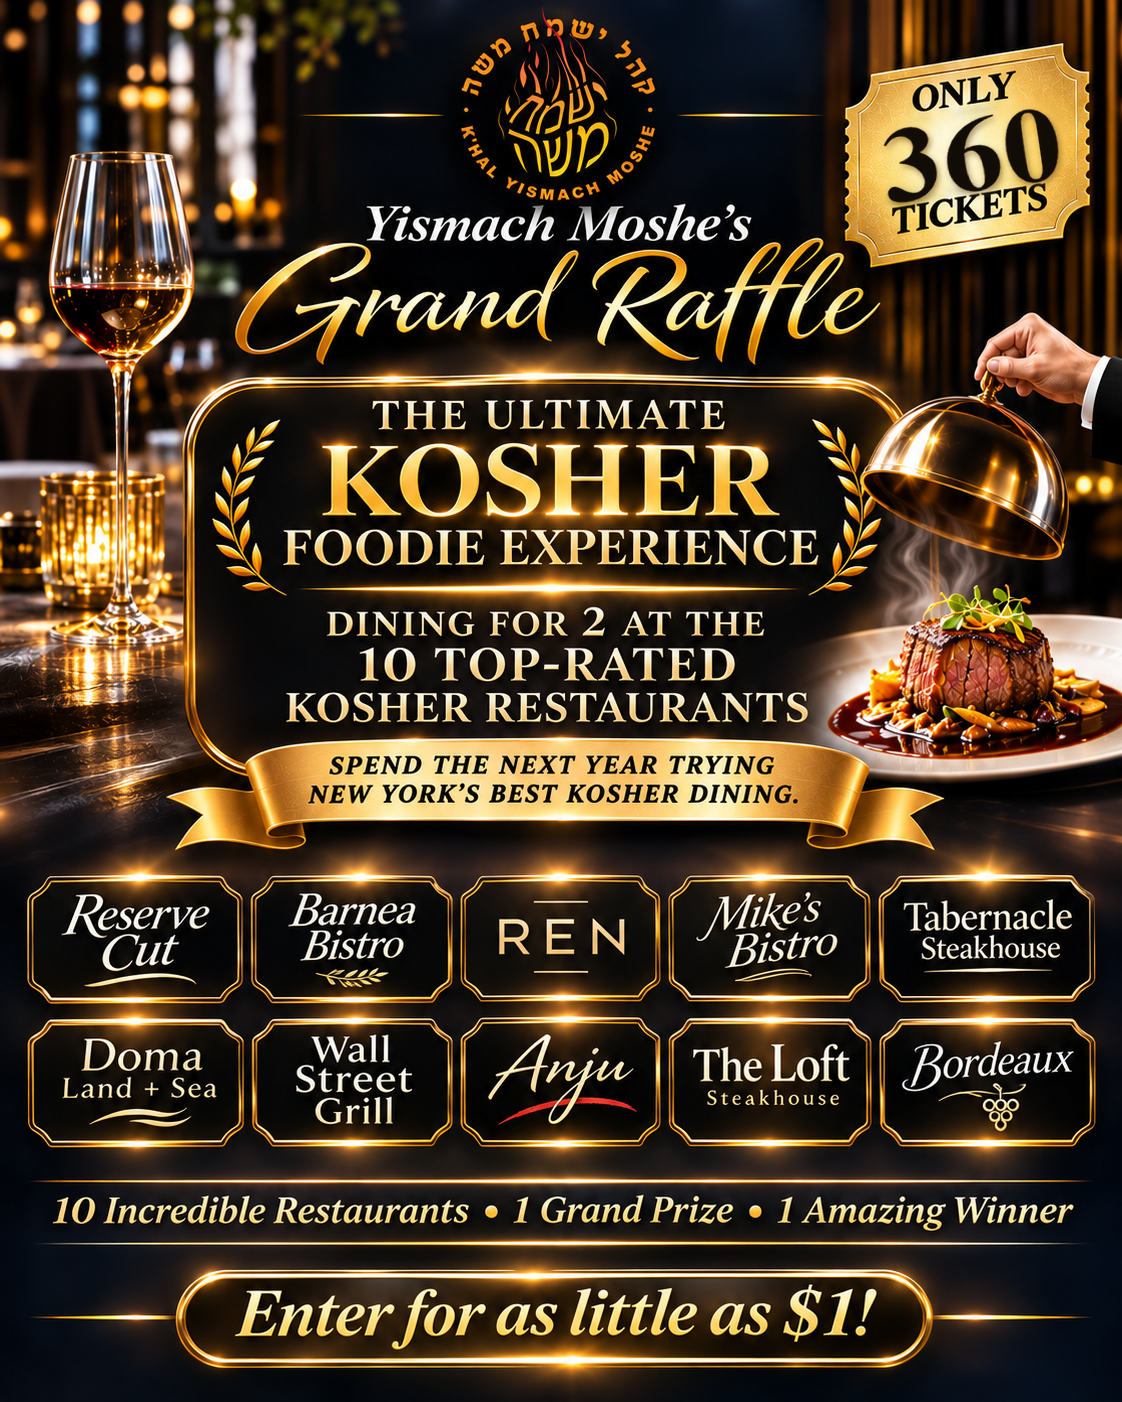 קהל ישמח משה
ישמח
משה
K'HAL YISMACH MOSHE
ONLY
360
TICKETS
Yismach Moshe's
Grand Raffle
THE ULTIMATE
KOSHER
FOODIE EXPERIENCE
DINING FOR 2 AT THE
10 TOP-RATED
KOSHER RESTAURANTS
SPEND THE NEXT YEAR TRYING
NEW YORK'S BEST KOSHER DINING.
Reserve
Cut
Barnea
Bistro
REN
Mike's
Bistro
Tabernacle
Steakhouse
Doma
Land + Sea
Wall
Street
Grill
Anju
The Loft
Steakhouse
Bordeaux
10 Incredible Restaurants • 1 Grand Prize • 1 Amazing Winner
Enter for as little as $1!